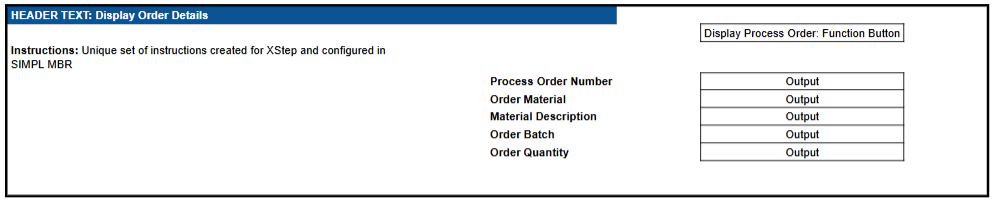 HEADER TEXT: Display Order Details
Display Process Order: Function Button
Instructions: Unique set of instructions created for XStep and configured in
SIMPL MBR
Process Order Number Output
Order Material Output
Material Description Output
Order Batch Output
Order Quantity Output